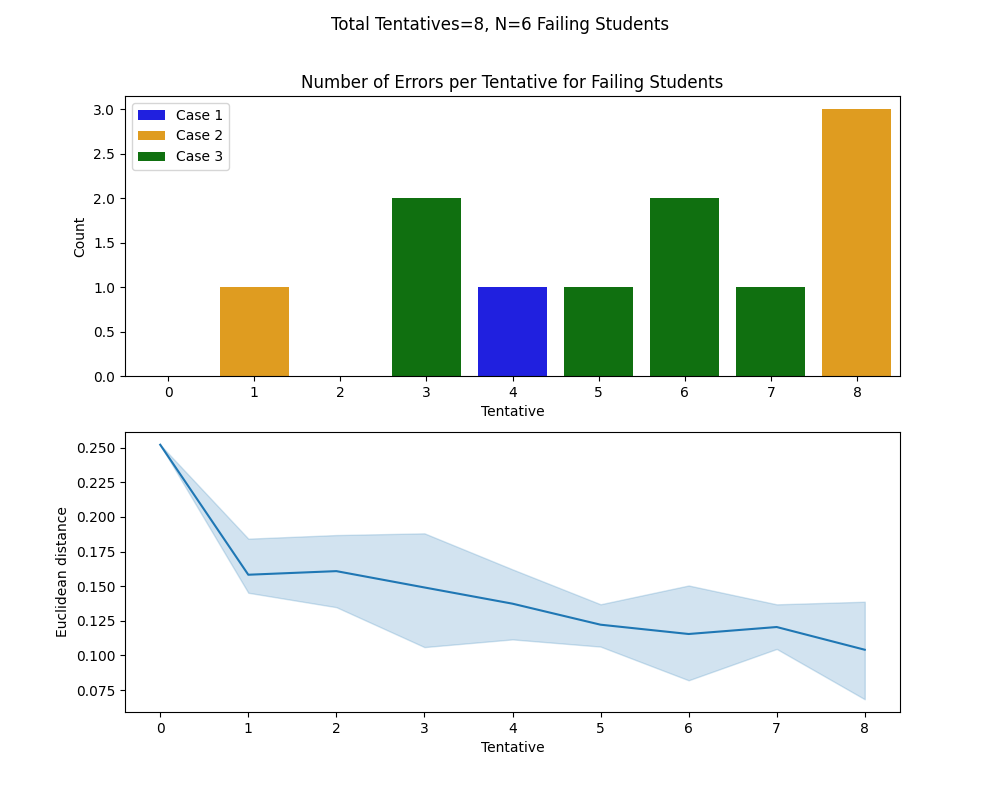 Total Tentatives=8, N=6 Failing Students
Number of Errors per Tentative for Failing Students
Case 1
Case 2
Case 3
3.0
2.5
2.0
1.5
1.0
0.5
0.0
Count
0 1 2 3 4 5 6 7 8
Tentative
0.250
0.225
0.200
0.175
0.150
0.125
0.100
0.075
Euclidean distance
0 1 2 3 4 5 6 7 8
Tentative